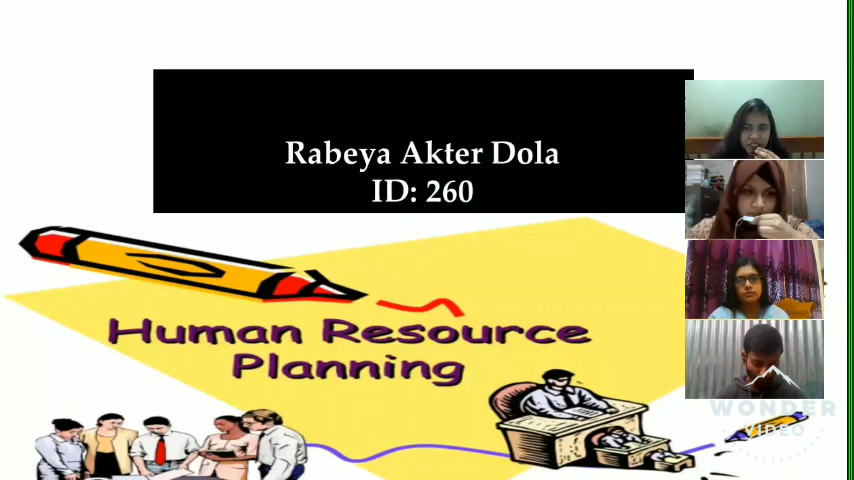 Rabeya Akter Dola
ID: 260
Human Resource
Planning
WONDER
VIDEO